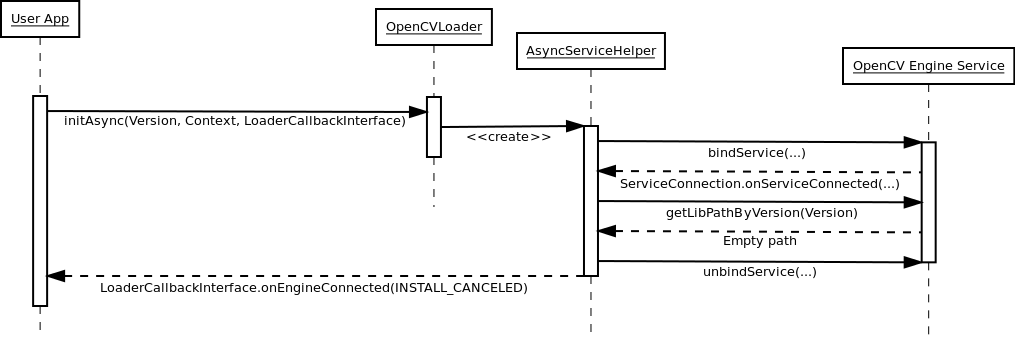 User App
OpenCVLoader
AsyncServiceHelper
OpenCV Engine Service
initAsync(Version, Context, LoaderCallbackInterface)
<<create>>
bindService(...)
ServiceConnection.onServiceConnected(...)
getLibPathByVersion(Version)
Empty path
unbindService(...)
LoaderCallbackInterface.onEngineConnected(INSTALL_CANCELED)